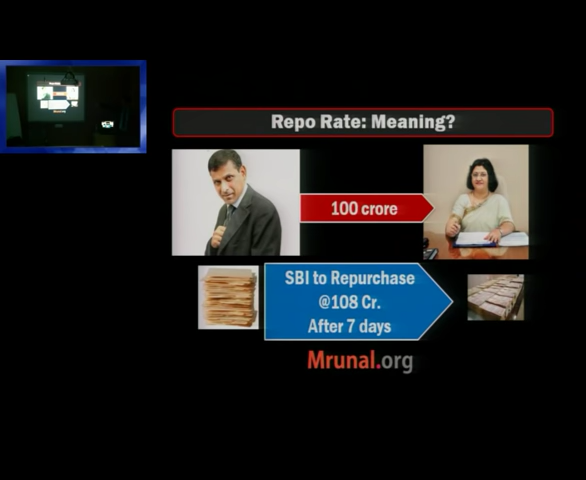 Repo Rate: Meaning?
100 crore
SBI to Repurchase
@108 Cr.
After 7 days
Mrunal.org